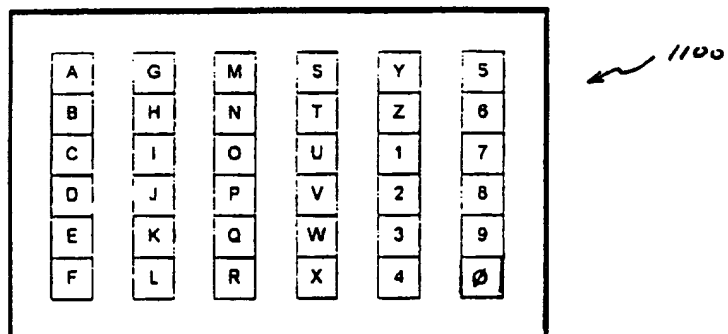 A G M S Y 5
B H N T Z 6
C I O U 1 7
D J P V 2 8
E K Q W 3 9
F L R X 4 Ø
1100